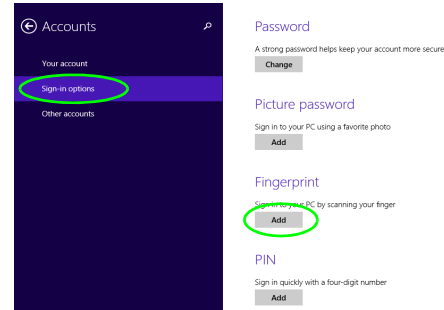 Accounts
Your account
Sign-in options
Other accounts
Password
A strong password helps keep your account more secure
Change
Picture password
Sign in to your PC using a favorite photo
Add
Fingerprint
Sign in to your PC by scanning your finger
Add
PIN
Sign in quickly with a four-digit number
Add